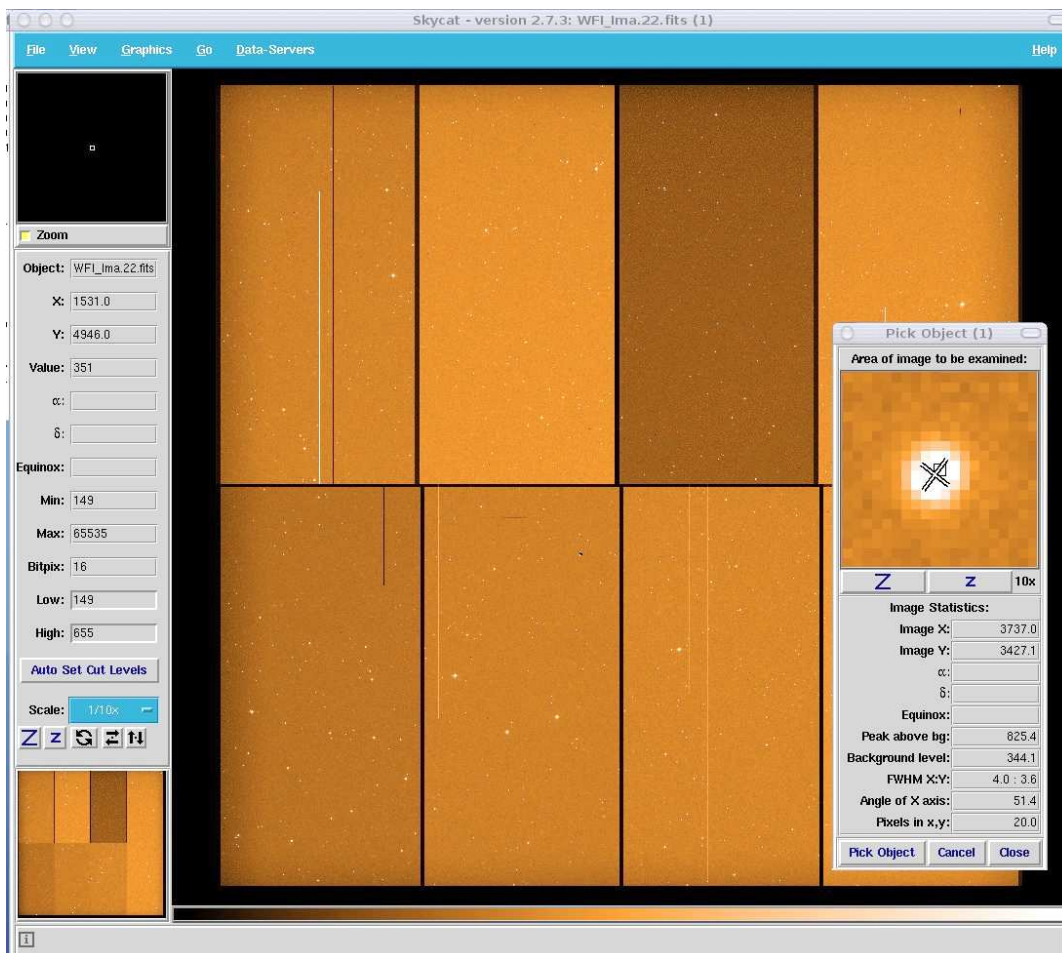 Skycat - version 2.7.3: WFI_Ima.22.fits (1)
File View Graphics Go Data-Servers Help
Zoom
Object: WFI_Ima.22.fits
X: 1531.0
Y: 4946.0
Value: 351
α:
δ:
Equinox:
Min: 149
Max: 65535
Bitpix: 16
Low: 149
High: 655
Auto Set Cut Levels
Scale: 1/10x
Z z
Pick Object (1)
Area of image to be examined:
Z z 10x
Image Statistics:
Image X: 3737.0
Image Y: 3427.1
α:
δ:
Equinox:
Peak above bg: 825.4
Background level: 344.1
FWHM X:Y: 4.0 : 3.6
Angle of X axis: 51.4
Pixels in x,y: 20.0
Pick Object Cancel Close